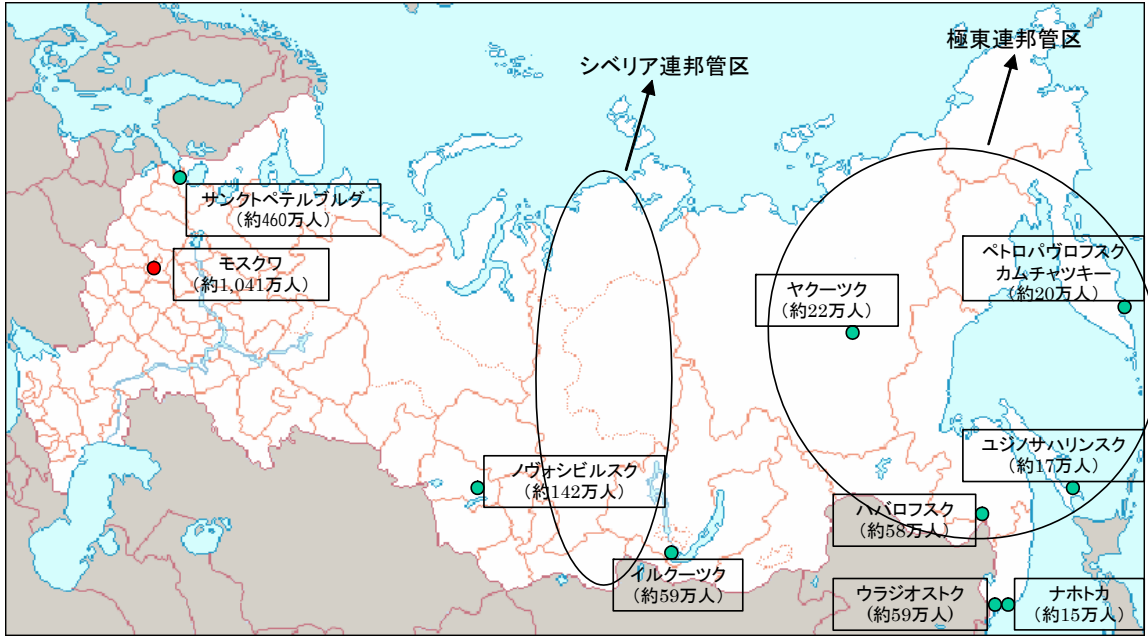 シベリア連邦管区
極東連邦管区
サンクトペテルブルグ
（約460万人）
モスクワ
（約1,041万人）
ヤクーツク
（約22万人）
ペトロパヴロフスク
カムチャツキー
（約20万人）
ノヴォシビルスク
（約142万人）
ユジノサハリンスク
（約17万人）
ハバロフスク
（約58万人）
イルクーツク
（約59万人）
ウラジオストク
（約59万人）
ナホトカ
（約15万人）